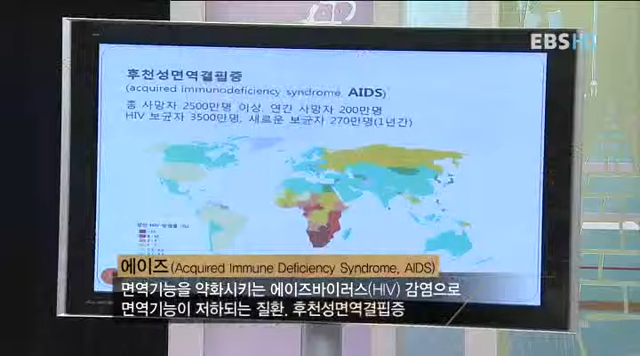 EBS HD
후천성면역결핍증
(acquired immunodeficiency syndrome, AIDS)
총 사망자 2500만명 이상, 연간 사망자 200만명
HIV 보균자 3500만명, 새로운 보균자 270만명(1년간)
에이즈(Acquired Immune Deficiency Syndrome, AIDS)
면역기능을 약화시키는 에이즈바이러스(HIV) 감염으로
면역기능이 저하되는 질환. 후천성면역결핍증